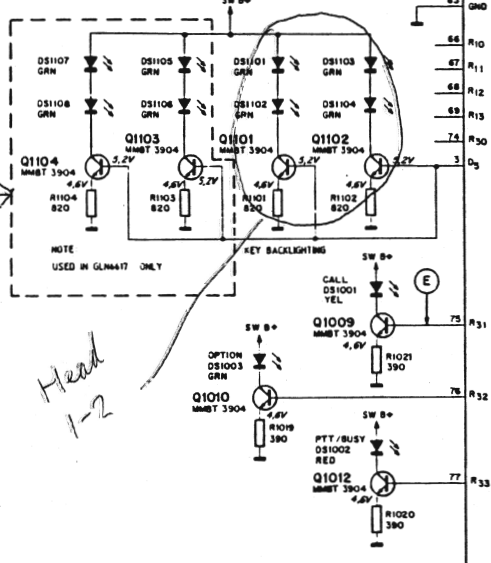 SW B+
63
GND
66
R10
67
R11
68
R12
69
R13
74
R30
3
D3
DS1107
GRN
DS1105
GRN
DS1101
GRN
DS1103
GRN
DS1108
GRN
DS1106
GRN
DS1102
GRN
DS1104
GRN
Q1104
MMBT 3904
5,2V
4,6V
R1104
820
Q1103
MMBT 3904
5,2V
4,6V
R1103
820
Q1101
MMBT 3904
5,2V
4,6V
R1101
820
Q1102
MMBT 3904
5,2V
4,6V
R1102
820
NOTE
USED IN GLN6617 ONLY
KEY BACKLIGHTING
SW B+
CALL
DS1001
YEL
E
Q1009
MMBT 3904
4,6V
75
R31
R1021
390
SW B+
OPTION
DS1003
GRN
Q1010
MMBT 3904
4,6V
76
R32
R1019
390
SW B+
PTT/BUSY
DS1002
RED
Q1012
MMBT 3904
4,6V
77
R33
R1020
390
Head
1-2